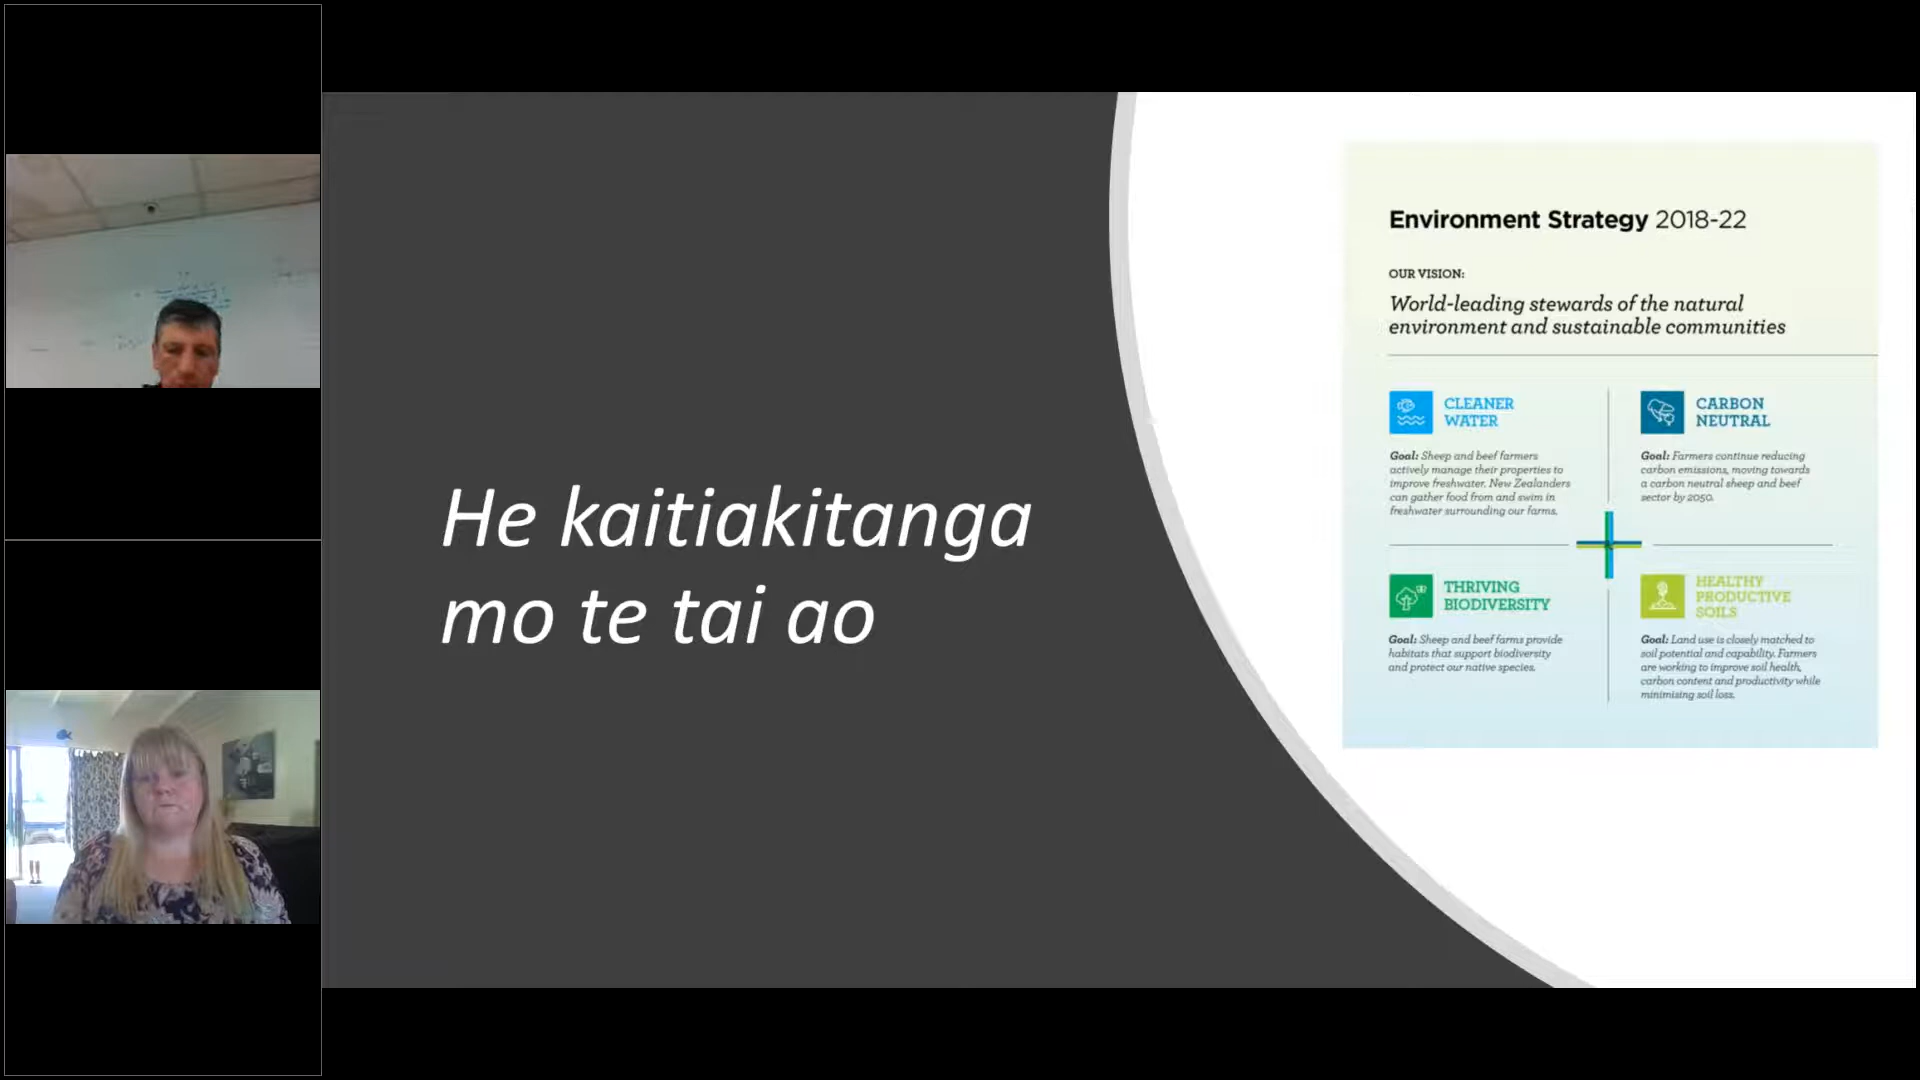 He kaitiakitanga
mo te tai ao
Environment Strategy 2018-22
OUR VISION:
World-leading stewards of the natural
environment and sustainable communities
CLEANER
WATER
Goal: Sheep and beef farmers
actively manage their properties to
improve freshwater. New Zealanders
can gather food from and swim in
freshwater surrounding our farms.
CARBON
NEUTRAL
Goal: Farmers continue reducing
carbon emissions, moving towards
a carbon neutral sheep and beef
sector by 2050.
THRIVING
BIODIVERSITY
Goal: Sheep and beef farms provide
habitats that support biodiversity
and protect our native species.
HEALTHY
PRODUCTIVE
SOILS
Goal: Land use is closely matched to
soil potential and capability. Farmers
are working to improve soil health,
carbon content and productivity while
minimising soil loss.